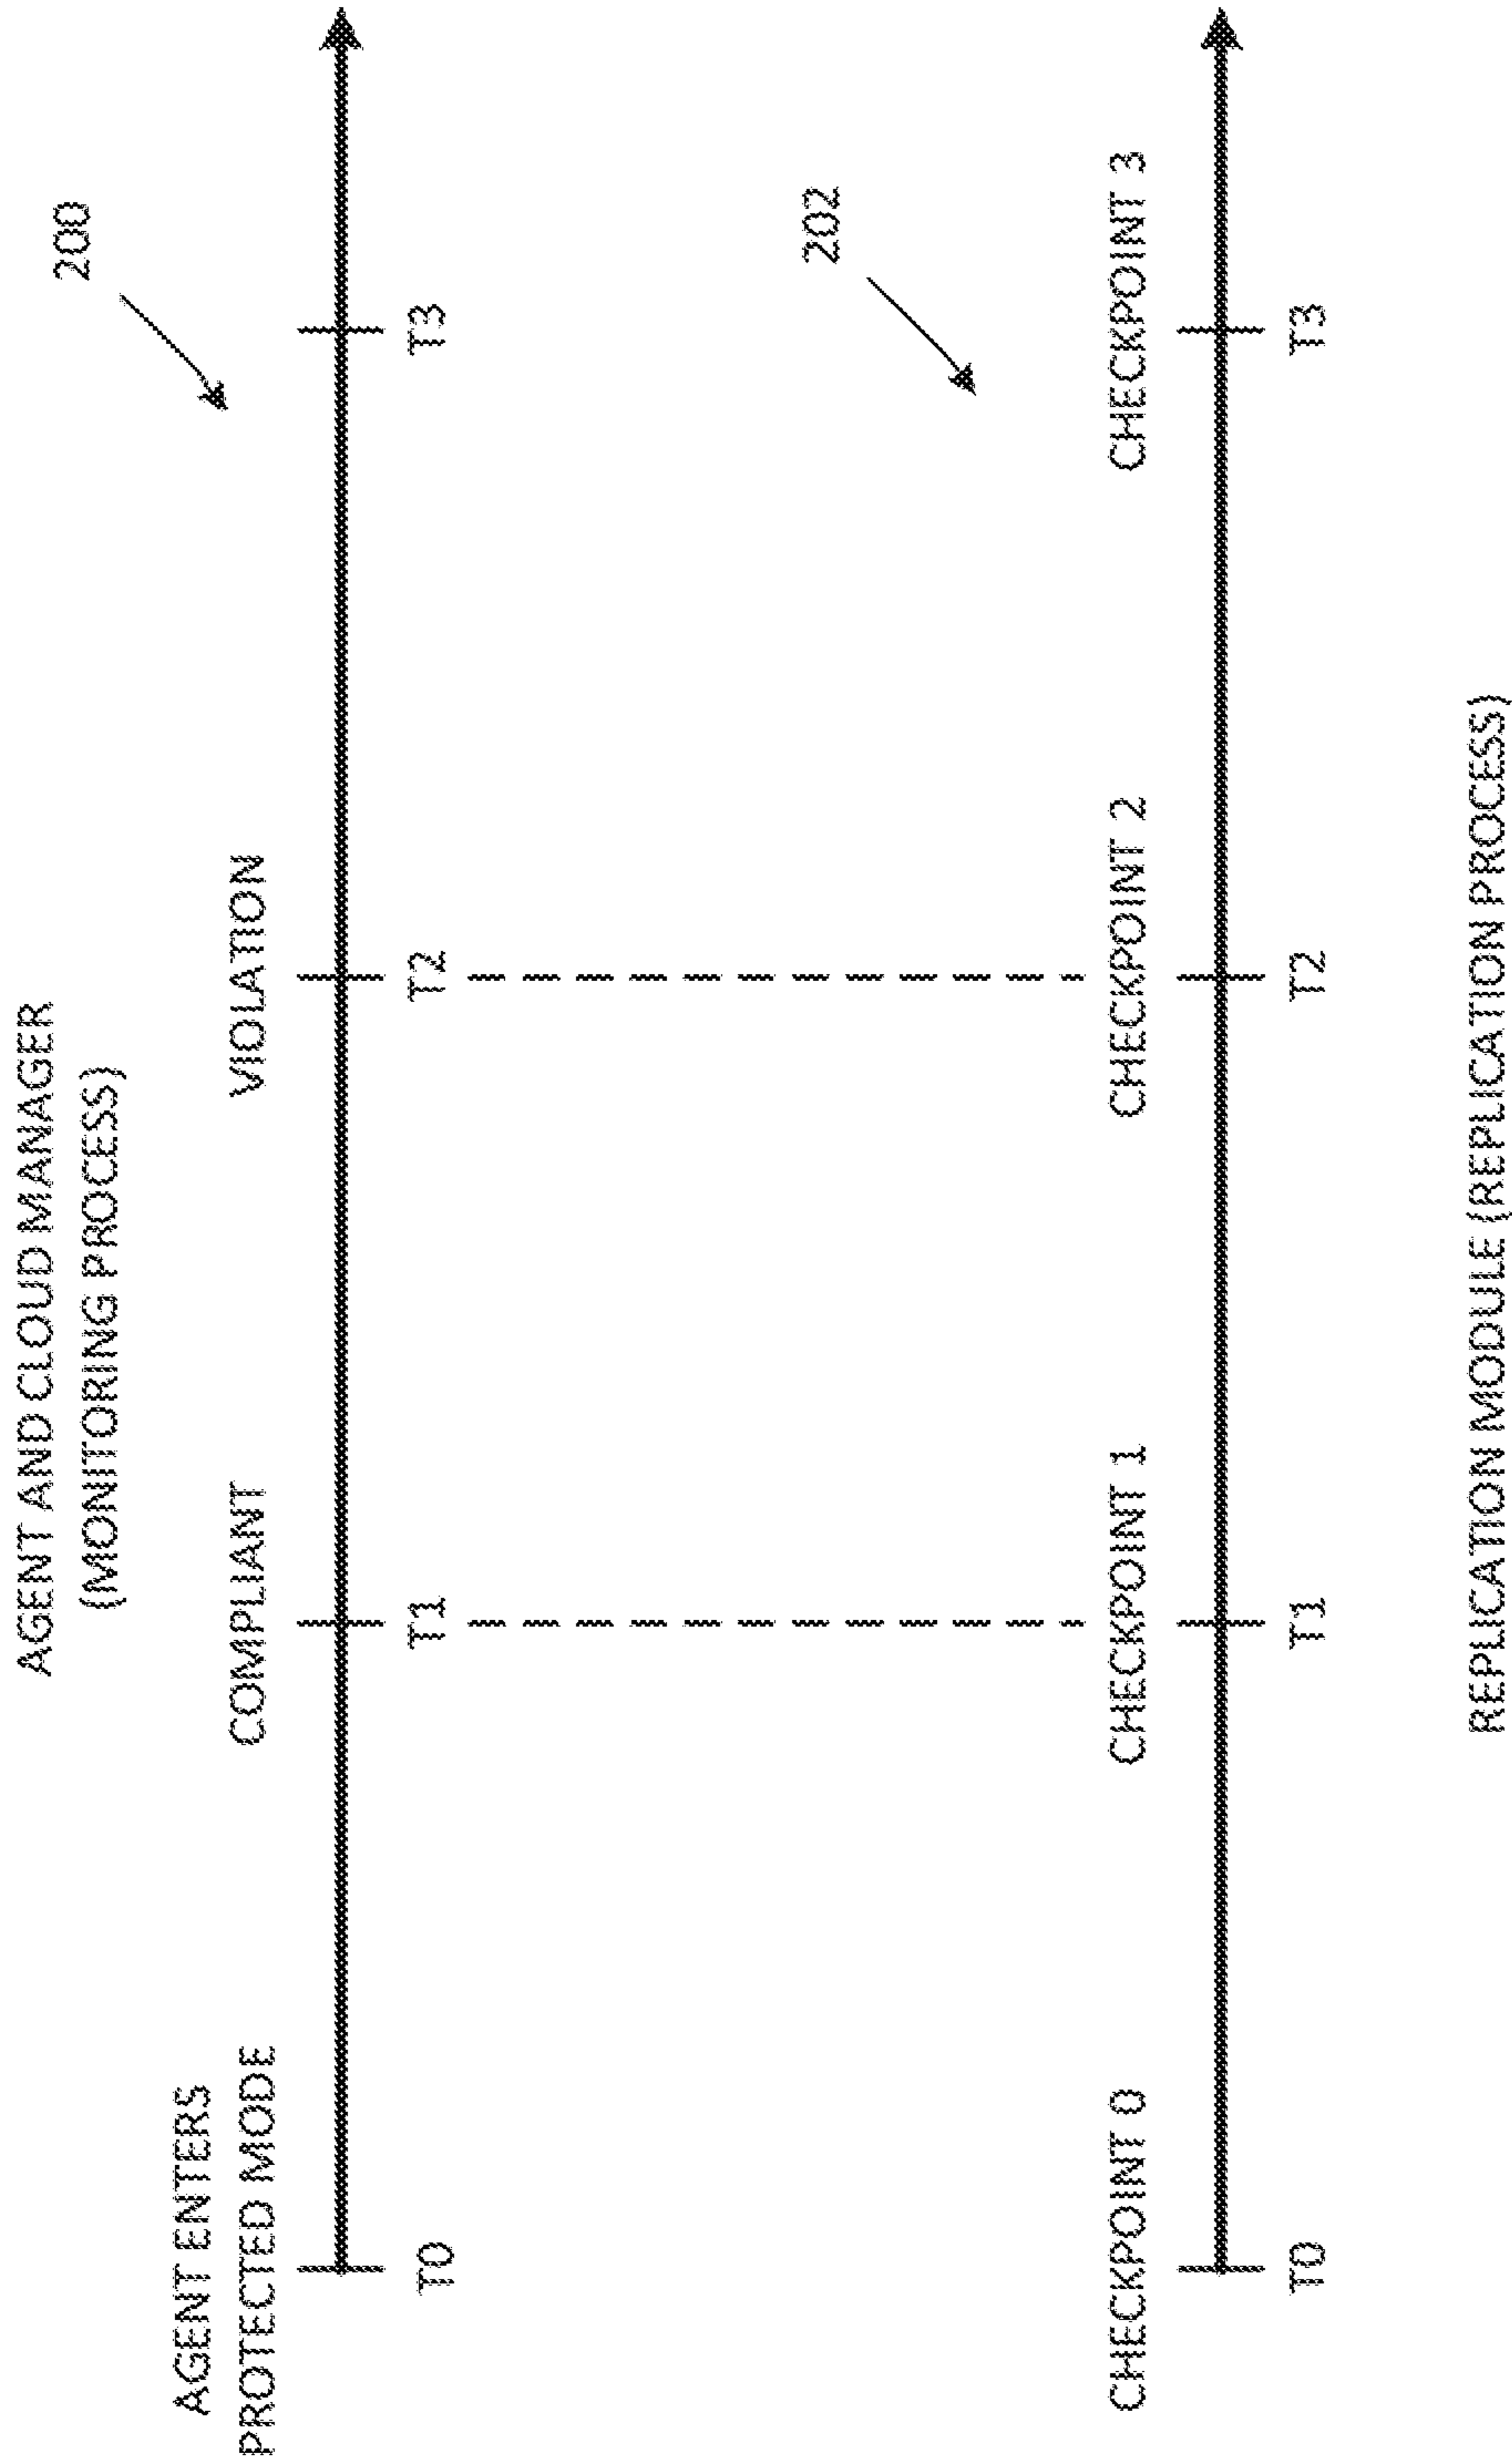 AGENT AND CLOUD MANAGER
(MONITORING PROCESS)
200
AGENT ENTERS
PROTECTED MODE
COMPLIANT
VIOLATION
T0
T1
T2
T3
202
CHECKPOINT 0
CHECKPOINT 1
CHECKPOINT 2
CHECKPOINT 3
T0
T1
T2
T3
REPLICATION MODULE (REPLICATION PROCESS)